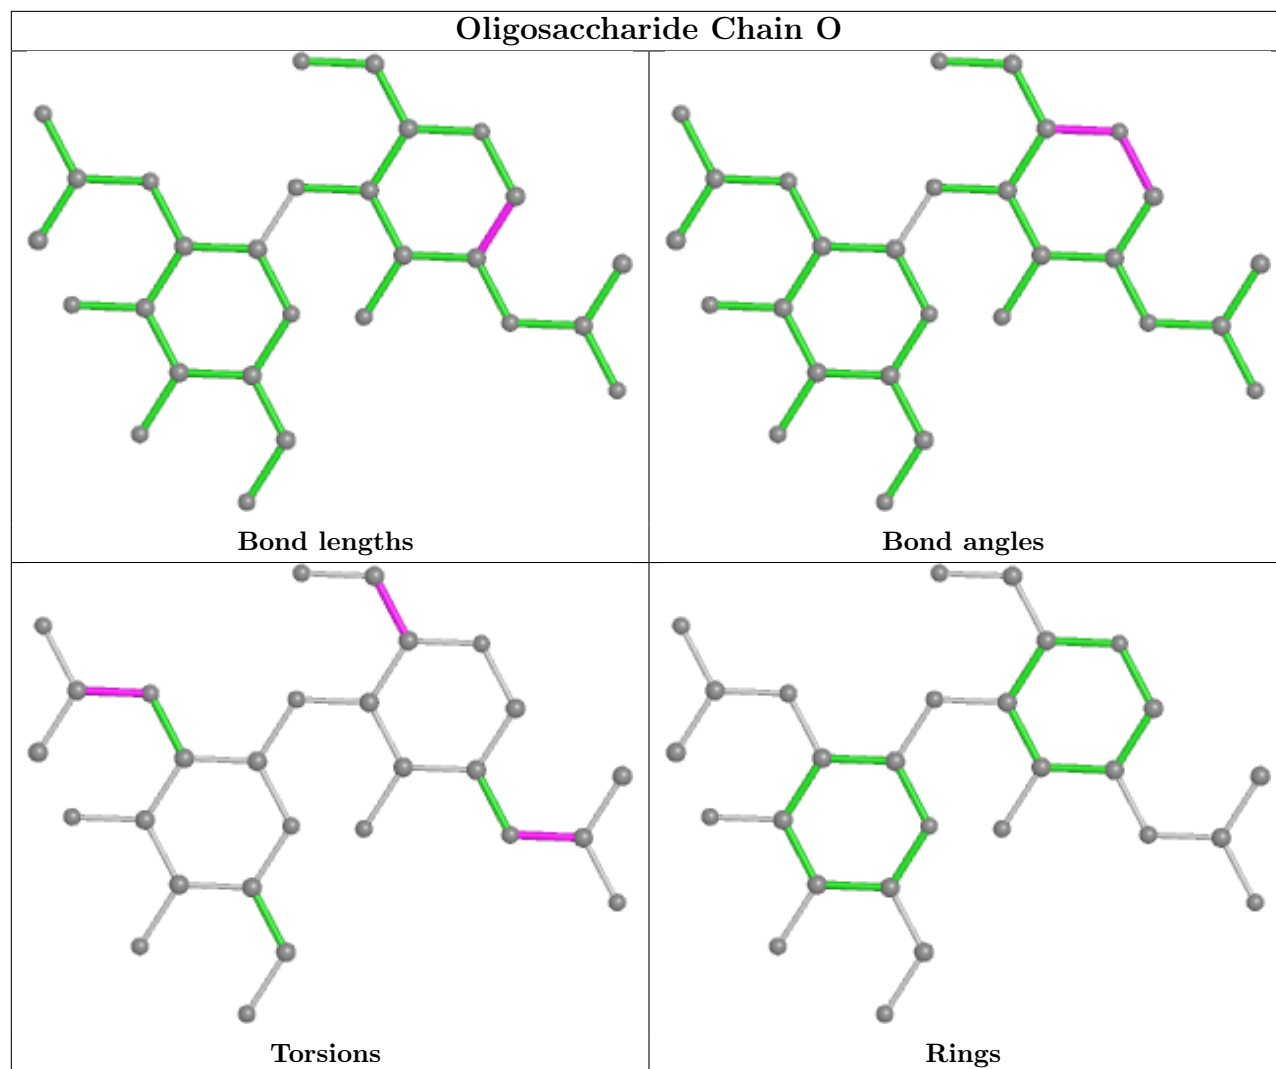 Oligosaccharide Chain O
Bond lengths
Bond angles
Torsions
Rings